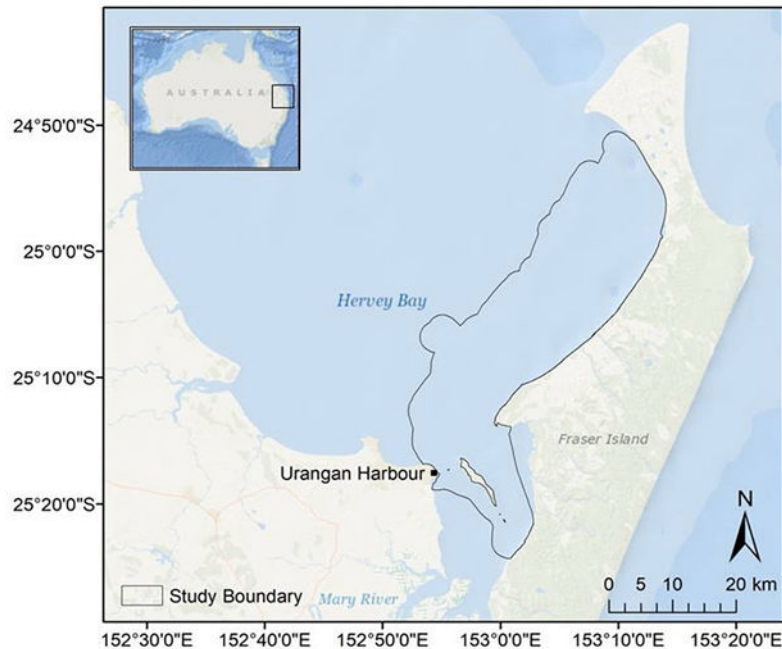 AUSTRALIA
24°50'0"S
25°0'0"S
Hervey Bay
25°10'0"S
Fraser Island
Urangan Harbour
25°20'0"S
N
0 5 10 20 km
Study Boundary
Mary River
152°30'0"E 152°40'0"E 152°50'0"E 153°0'0"E 153°10'0"E 153°20'0"E